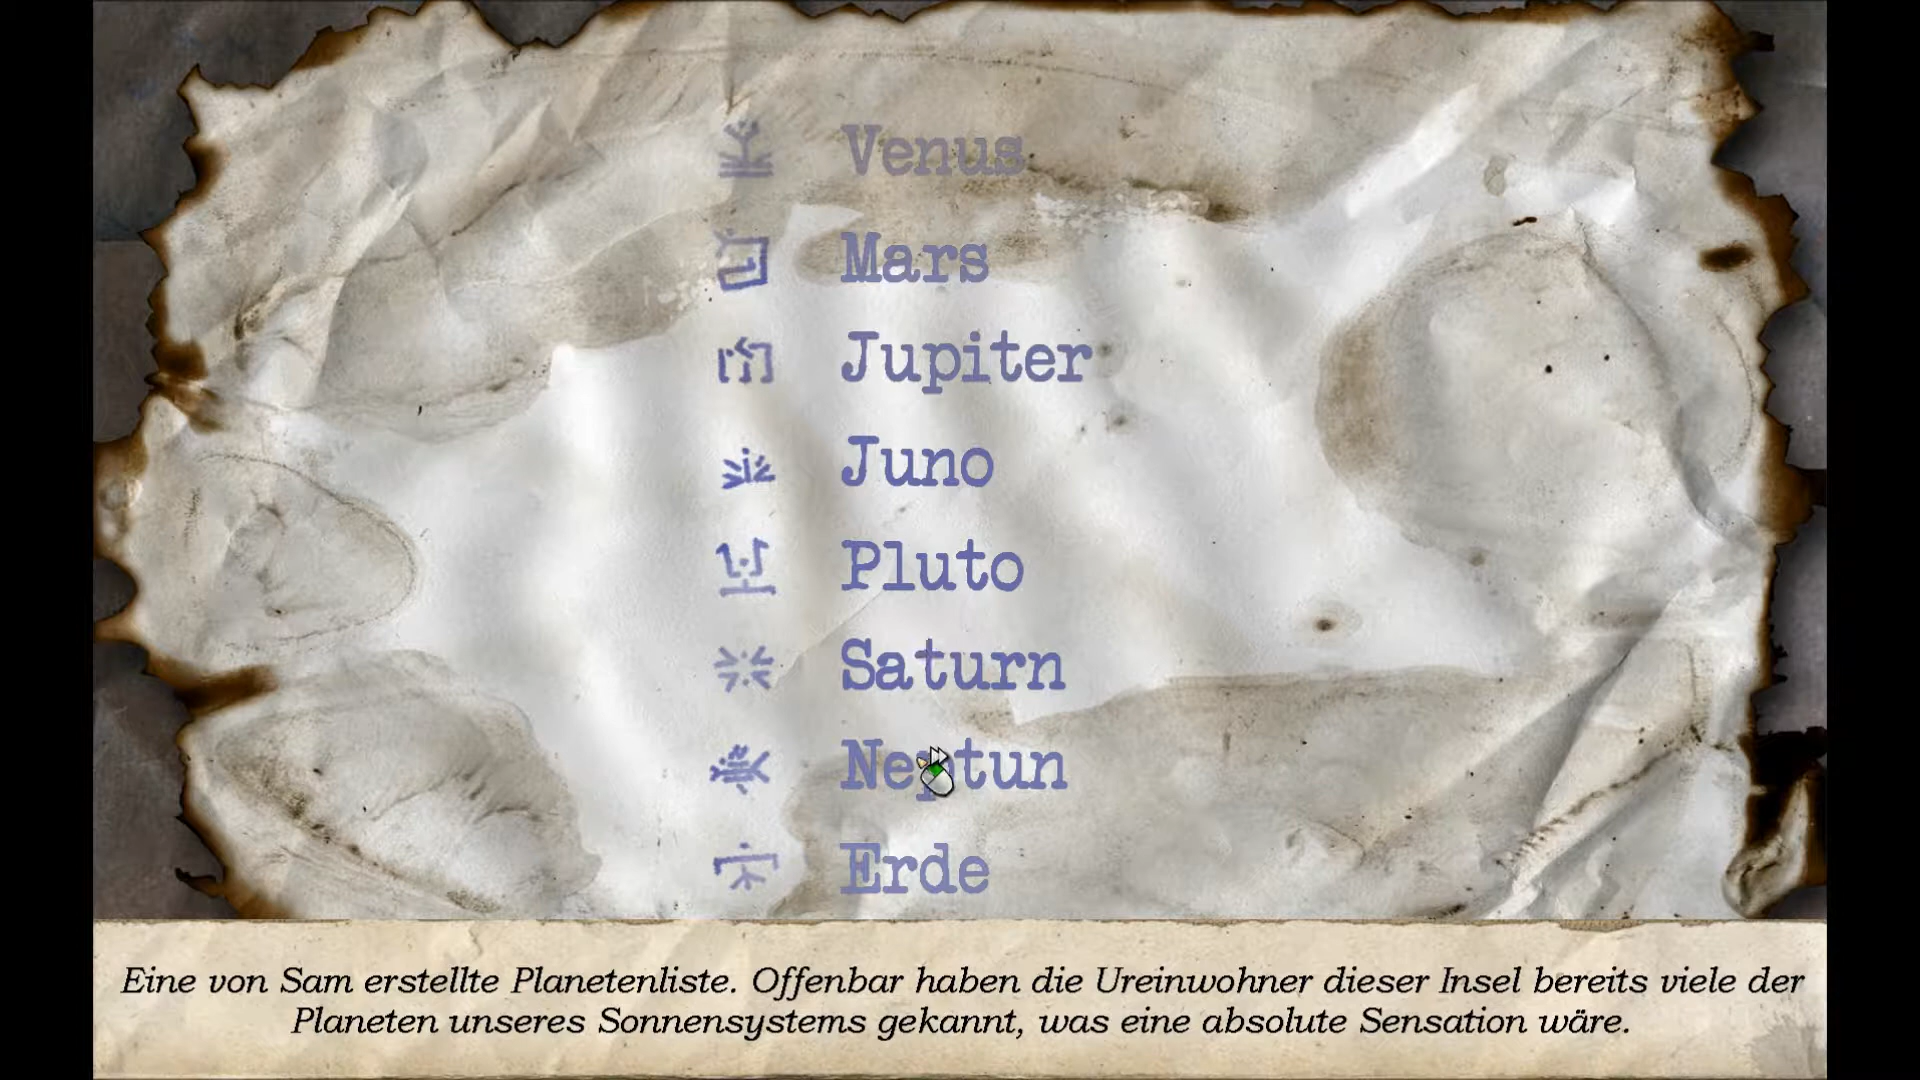 Venus
Mars
Jupiter
Juno
Pluto
Saturn
Neptun
Erde
Eine von Sam erstellte Planetenliste. Offenbar haben die Ureinwohner dieser Insel bereits viele der
Planeten unseres Sonnensystems gekannt, was eine absolute Sensation wäre.